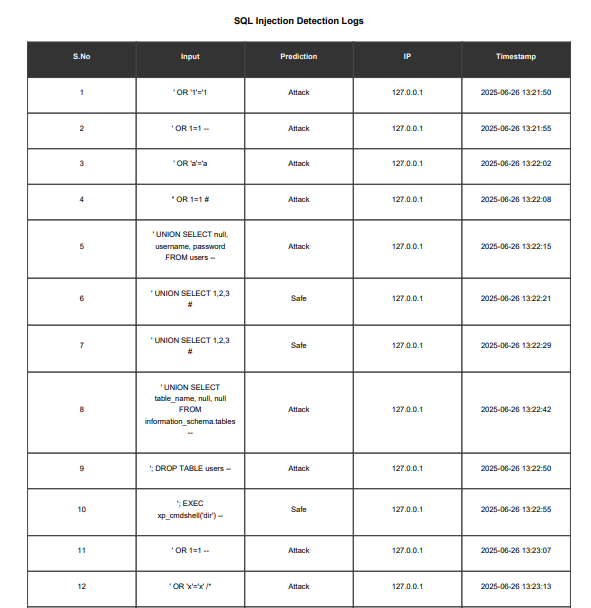 SQL Injection Detection Logs
S.No Input Prediction IP Timestamp
1 ' OR '1'='1 Attack 127.0.0.1 2025-06-26 13:21:50
2 ' OR 1=1 -- Attack 127.0.0.1 2025-06-26 13:21:55
3 ' OR 'a'='a Attack 127.0.0.1 2025-06-26 13:22:02
4 " OR 1=1 # Attack 127.0.0.1 2025-06-26 13:22:08
5 ' UNION SELECT null,
username, password
FROM users -- Attack 127.0.0.1 2025-06-26 13:22:15
6 ' UNION SELECT 1,2,3
# Safe 127.0.0.1 2025-06-26 13:22:21
7 ' UNION SELECT 1,2,3
# Safe 127.0.0.1 2025-06-26 13:22:29
8 ' UNION SELECT
table_name, null, null
FROM
information_schema.tables
-- Attack 127.0.0.1 2025-06-26 13:22:42
9 '; DROP TABLE users -- Attack 127.0.0.1 2025-06-26 13:22:50
10 '; EXEC
xp_cmdshell('dir') -- Safe 127.0.0.1 2025-06-26 13:22:55
11 ' OR 1=1 -- Attack 127.0.0.1 2025-06-26 13:23:07
12 ' OR 'x'='x' /* Attack 127.0.0.1 2025-06-26 13:23:13